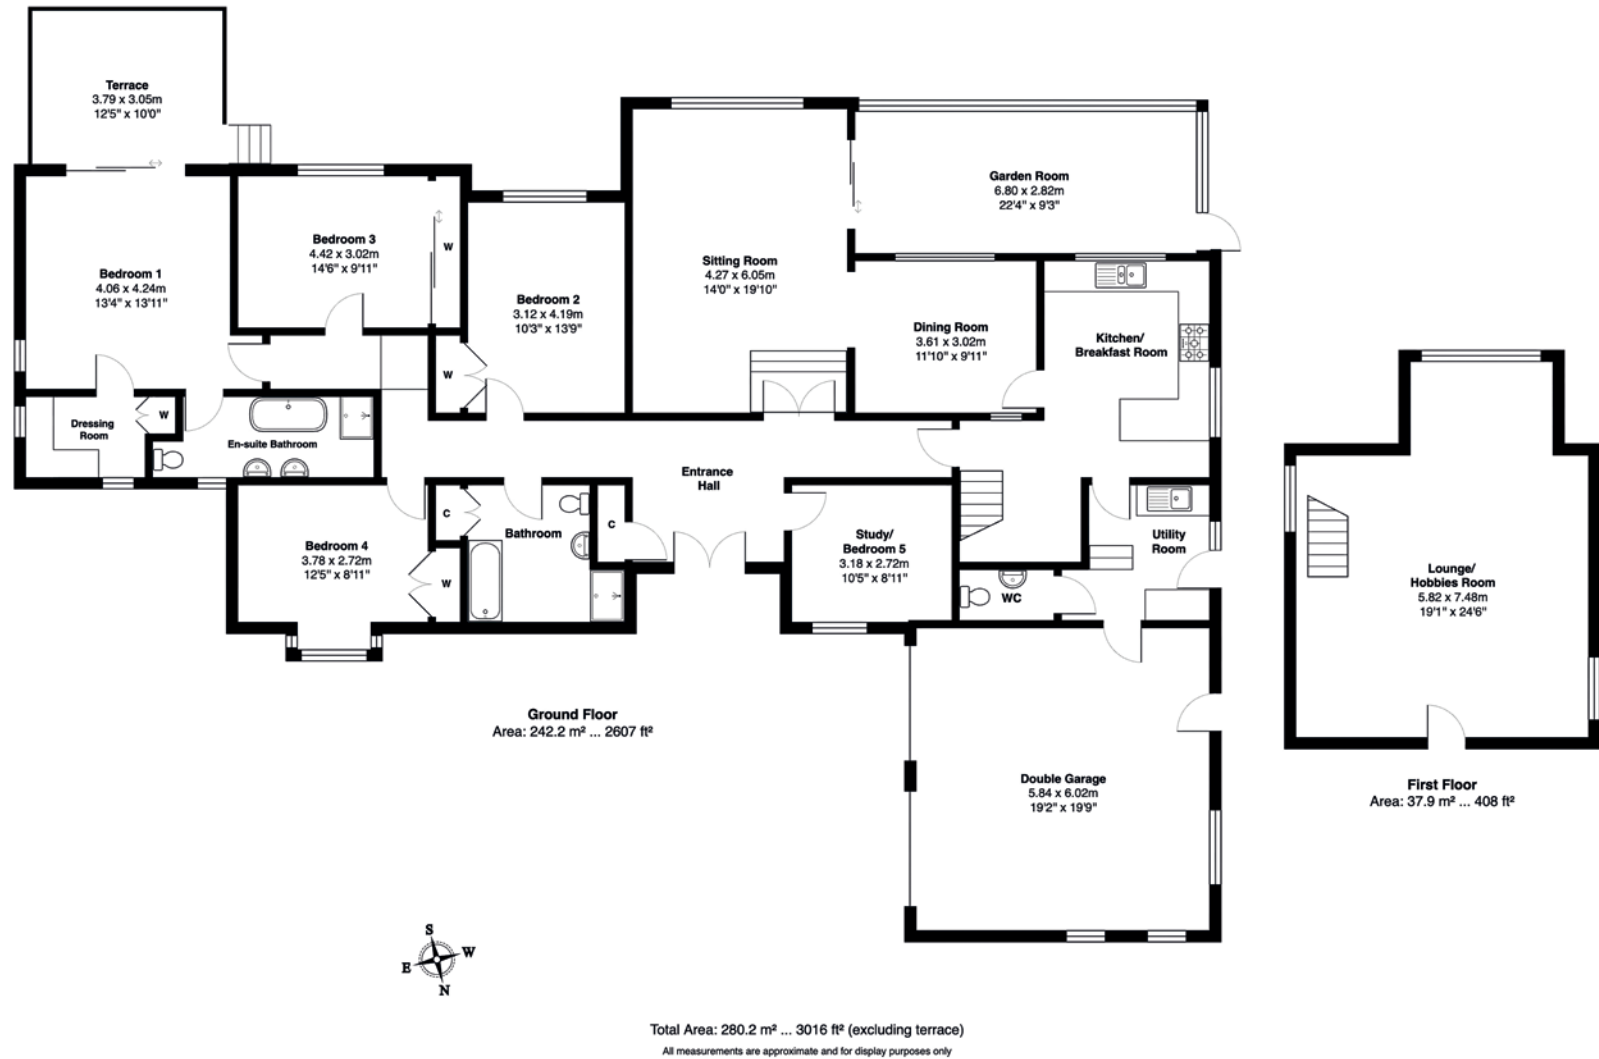 Terrace
3.79 x 3.05m
12'5" x 10'0"
Bedroom 1
4.06 x 4.24m
13'4" x 13'11"
Bedroom 3
4.42 x 3.02m
14'6" x 9'11"
W
Bedroom 2
3.12 x 4.19m
10'3" x 13'9"
W
Sitting Room
4.27 x 6.05m
14'0" x 19'10"
Garden Room
6.80 x 2.82m
22'4" x 9'3"
Dining Room
3.61 x 3.02m
11'10" x 9'11"
Kitchen/
Breakfast Room
Dressing
Room
W
En-suite Bathroom
Entrance
Hall
Bedroom 4
3.78 x 2.72m
12'5" x 8'11"
C
W
Bathroom
C
Study/
Bedroom 5
3.18 x 2.72m
10'5" x 8'11"
Utility
Room
WC
Double Garage
5.84 x 6.02m
19'2" x 19'9"
Ground Floor
Area: 242.2 m² ... 2607 ft²
Lounge/
Hobbies Room
5.82 x 7.48m
19'1" x 24'6"
First Floor
Area: 37.9 m² ... 408 ft²
S
W
E
N
Total Area: 280.2 m² ... 3016 ft² (excluding terrace)
All measurements are approximate and for display purposes only